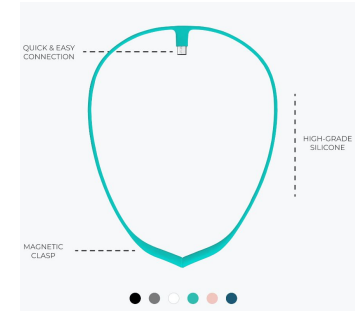 QUICK & EASY
CONNECTION
HIGH-GRADE
SILICONE
MAGNETIC
CLASP